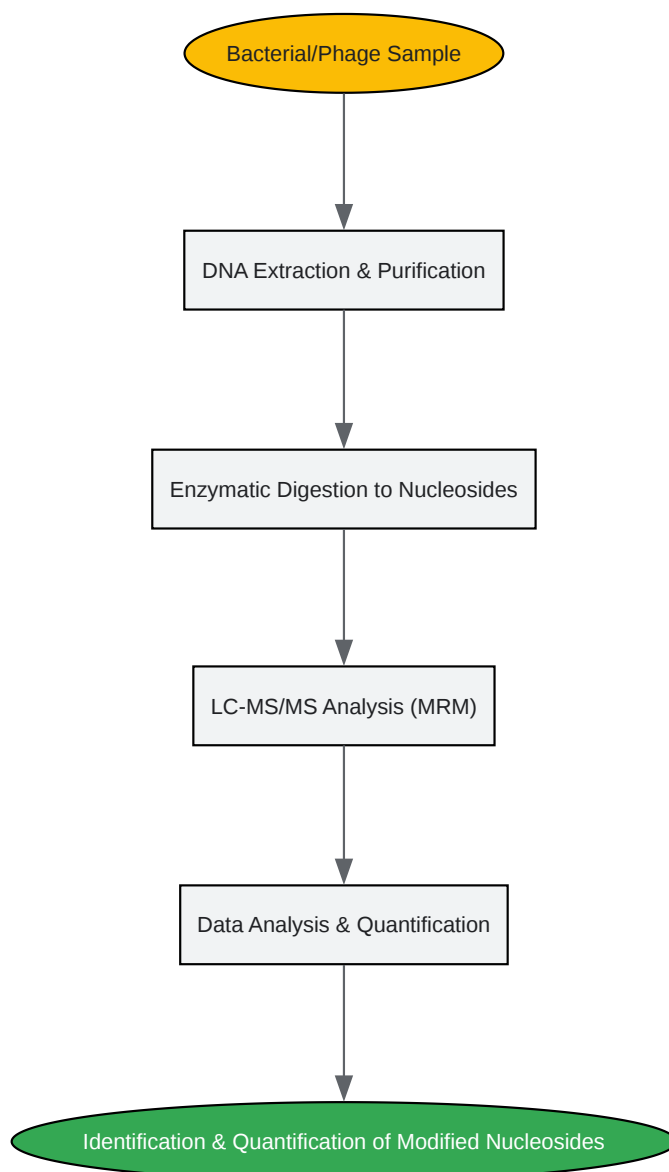 Bacterial/Phage Sample
DNA Extraction & Purification
Enzymatic Digestion to Nucleosides
LC-MS/MS Analysis (MRM)
Data Analysis & Quantification
Identification & Quantification of Modified Nucleosides